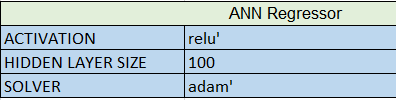 ANN Regressor
ACTIVATION relu'
HIDDEN LAYER SIZE 100
SOLVER adam'